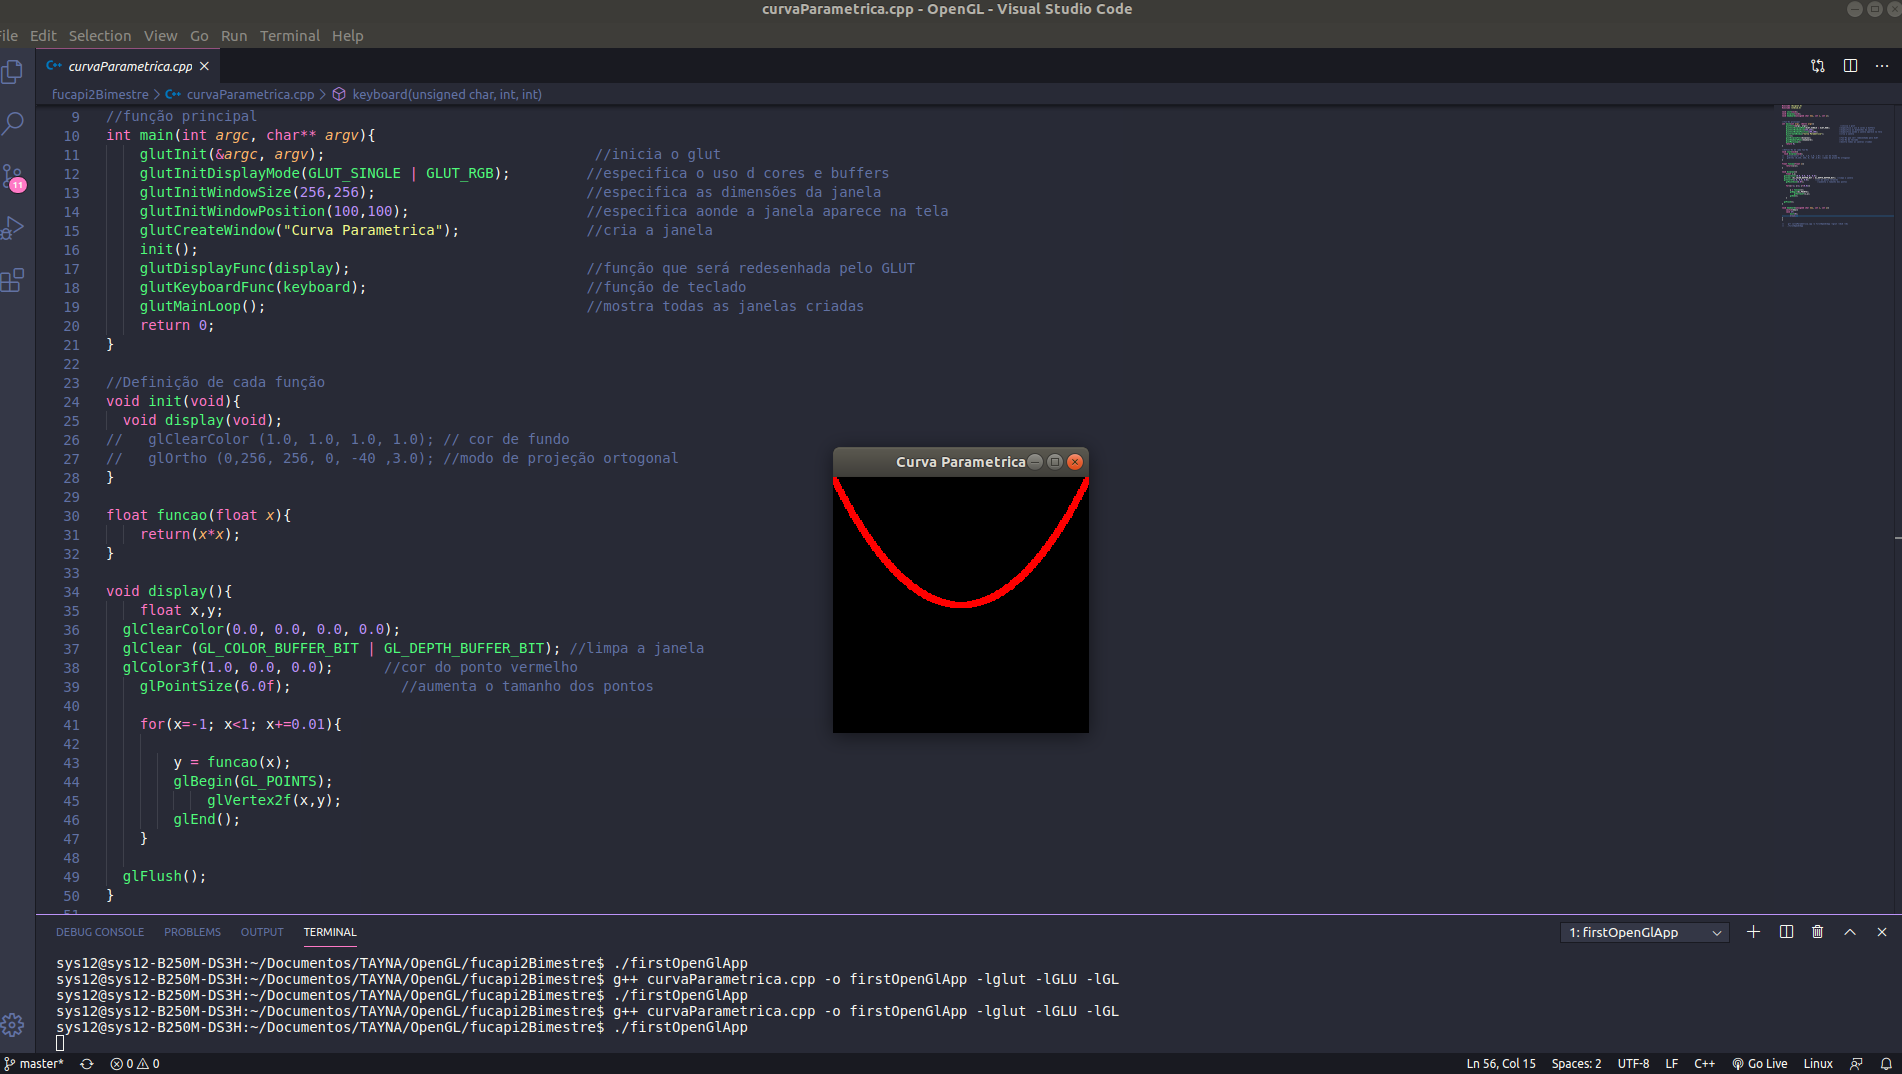 curvaParametrica.cpp - OpenGL - Visual Studio Code
File Edit Selection View Go Run Terminal Help
C++ curvaParametrica.cpp
fucapi2Bimestre > C++ curvaParametrica.cpp > keyboard(unsigned char, int, int)
9 //função principal
10 int main(int argc, char** argv){
11 glutInit(&argc, argv); //inicia o glut
12 glutInitDisplayMode(GLUT_SINGLE | GLUT_RGB); //especifica o uso d cores e buffers
13 glutInitWindowSize(256,256); //especifica as dimensões da janela
14 glutInitWindowPosition(100,100); //especifica aonde a janela aparece na tela
15 glutCreateWindow("Curva Parametrica"); //cria a janela
16 init();
17 glutDisplayFunc(display); //função que será redesenhada pelo GLUT
18 glutKeyboardFunc(keyboard); //função de teclado
19 glutMainLoop(); //mostra todas as janelas criadas
20 return 0;
21 }
22
23 //Definição de cada função
24 void init(void){
25 void display(void);
26 // glClearColor (1.0, 1.0, 1.0, 1.0); // cor de fundo
27 // glOrtho (0,256, 256, 0, -40 ,3.0); //modo de projeção ortogonal
28 }
29
30 float funcao(float x){
31 return(x*x);
32 }
33
34 void display(){
35 float x,y;
36 glClearColor(0.0, 0.0, 0.0, 0.0);
37 glClear (GL_COLOR_BUFFER_BIT | GL_DEPTH_BUFFER_BIT); //limpa a janela
38 glColor3f(1.0, 0.0, 0.0); //cor do ponto vermelho
39 glPointSize(6.0f); //aumenta o tamanho dos pontos
40
41 for(x=-1; x<1; x+=0.01){
42
43 y = funcao(x);
44 glBegin(GL_POINTS);
45 glVertex2f(x,y);
46 glEnd();
47 }
48
49 glFlush();
50 }
51
11
Curva Parametrica
DEBUG CONSOLE PROBLEMS OUTPUT TERMINAL 1: firstOpenGlApp
sys12@sys12-B250M-DS3H:~/Documentos/TAYNA/OpenGL/fucapi2Bimestre$ ./firstOpenGlApp
sys12@sys12-B250M-DS3H:~/Documentos/TAYNA/OpenGL/fucapi2Bimestre$ g++ curvaParametrica.cpp -o firstOpenGlApp -lglut -lGLU -lGL
sys12@sys12-B250M-DS3H:~/Documentos/TAYNA/OpenGL/fucapi2Bimestre$ ./firstOpenGlApp
sys12@sys12-B250M-DS3H:~/Documentos/TAYNA/OpenGL/fucapi2Bimestre$ g++ curvaParametrica.cpp -o firstOpenGlApp -lglut -lGLU -lGL
sys12@sys12-B250M-DS3H:~/Documentos/TAYNA/OpenGL/fucapi2Bimestre$ ./firstOpenGlApp
master* 0 0 Ln 56, Col 15 Spaces: 2 UTF-8 LF C++ Go Live Linux